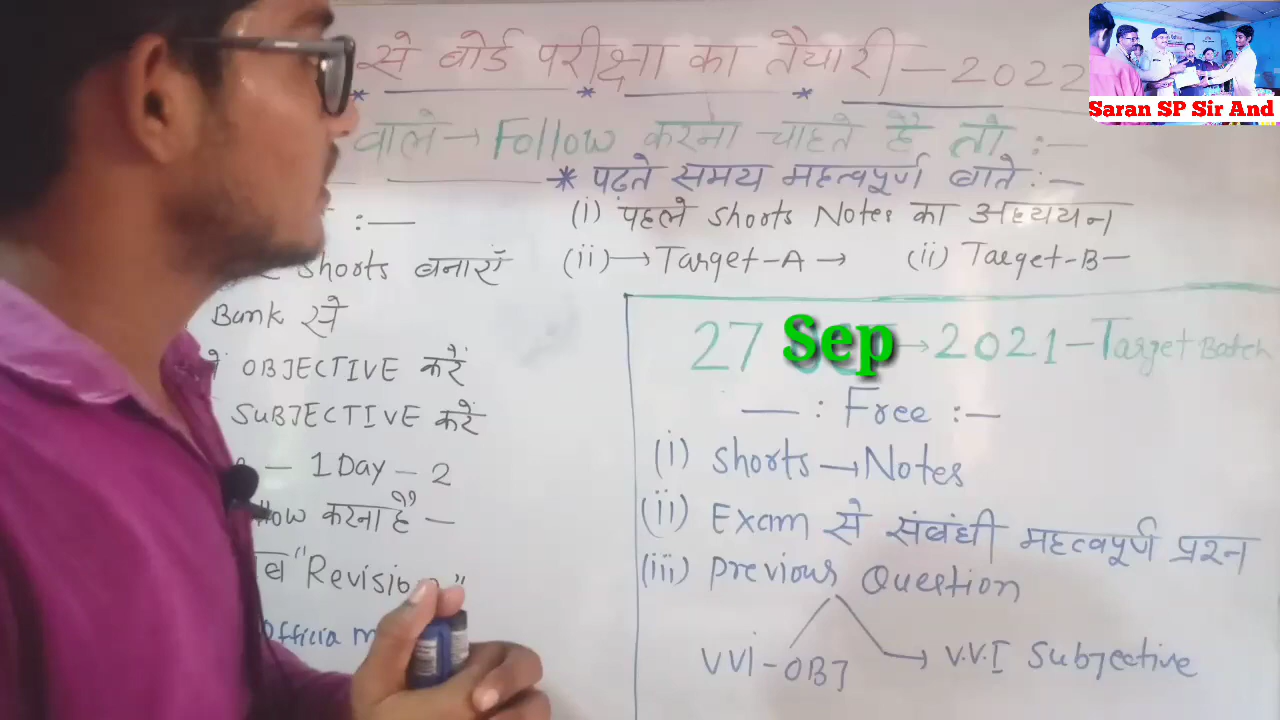 से बोर्ड परीक्षा का तैयारी — 2022
Saran SP Sir And
वाले → Follow करना चाहते हैं तो :—
* पढ़ते समय महत्वपूर्ण बाते :—
(i) पहले shorts Notes का अध्ययन
(ii) → Target-A → (ii) Target-B —
:—
shorts बनाएँ
Bank से
OBJECTIVE करें
SUBJECTIVE करें
— 1 Day — 2
करना है —
"Revision"
27 Sep → 2021 — Target Batch
— : Free :—
(i) shorts → Notes
(ii) Exam से संबंधी महत्वपूर्ण प्रश्न
(iii) Previous Question
VVI-OBJ → V.V.I Subjective